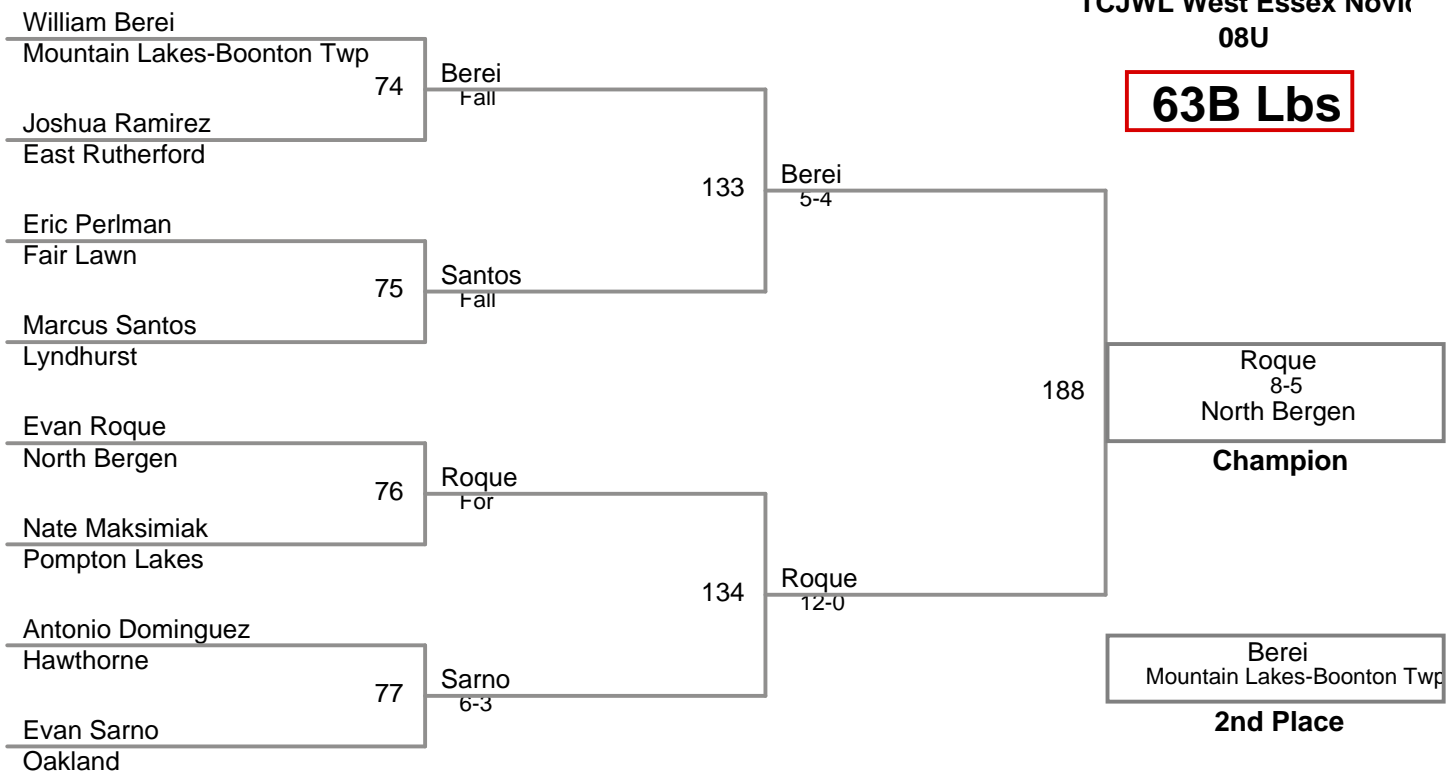 TCJWL West Essex
08U
63B Lbs
William Berei
Mountain Lakes-Boonton Twp
74
Berei
Fall
Joshua Ramirez
East Rutherford
133
Berei
5-4
Eric Perlman
Fair Lawn
75
Santos
Fall
Marcus Santos
Lyndhurst
188
Roque
8-5
North Bergen
Champion
Evan Roque
North Bergen
76
Roque
For
Nate Maksimiak
Pompton Lakes
134
Roque
12-0
Antonio Dominguez
Hawthorne
77
Sarno
6-3
Evan Sarno
Oakland
Berei
Mountain Lakes-Boonton Twp
2nd Place